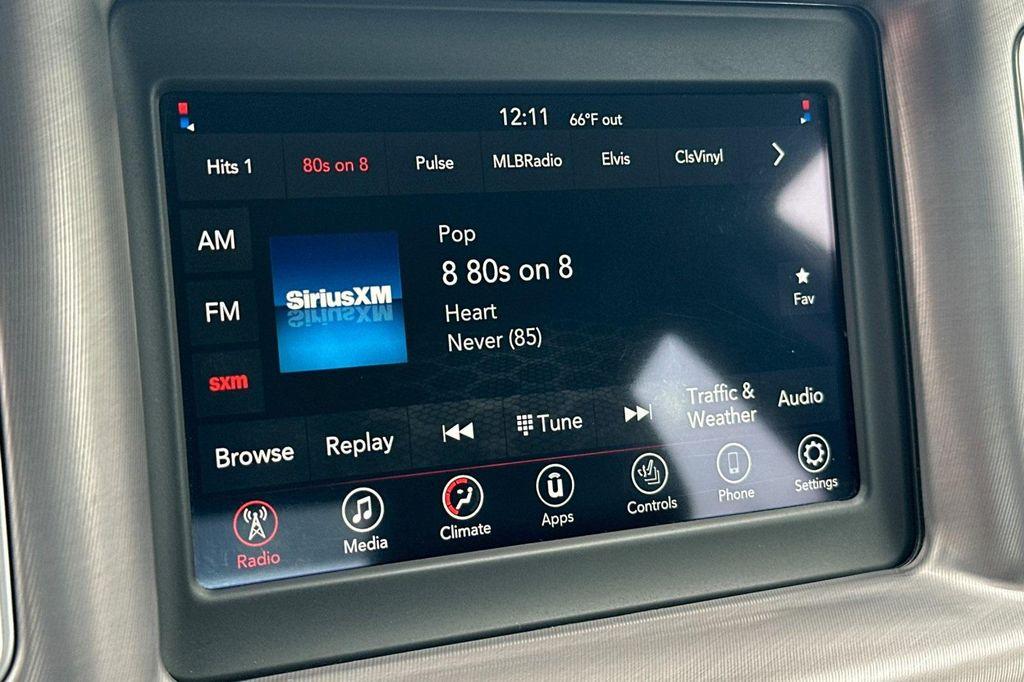 12:11 66°F out
Hits 1 80s on 8 Pulse MLBRadio Elvis ClsVinyl
AM
FM
sxm
SiriusXM
Pop
8 80s on 8
Heart
Never (85)
Fav
Browse Replay Tune Traffic & Weather Audio
Radio Media Climate Apps Controls Phone Settings